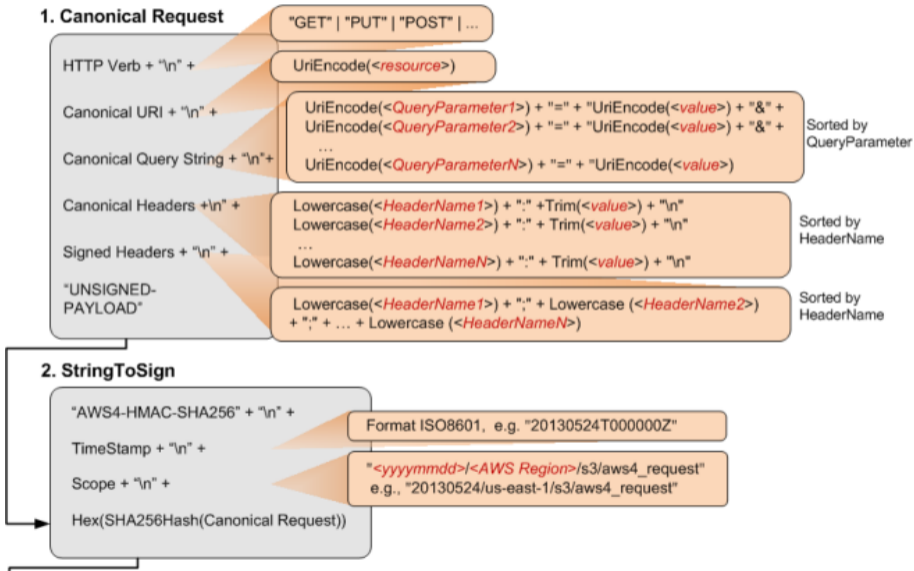 1. Canonical Request
"GET" | "PUT" | "POST" | ...
HTTP Verb + "\n" +
UriEncode(<resource>)
Canonical URI + "\n" +
UriEncode(<QueryParameter1>) + "=" + "UriEncode(<value>) + "&" +
UriEncode(<QueryParameter2>) + "=" + "UriEncode(<value>) + "&" +
...
UriEncode(<QueryParameterN>) + "=" + "UriEncode(<value>)
Sorted by
QueryParameter
Canonical Query String + "\n"+
Canonical Headers +\n" +
Lowercase(<HeaderName1>) + ":" +Trim(<value>) + "\n"
Lowercase(<HeaderName2>) + ":" + Trim(<value>) + "\n"
...
Lowercase(<HeaderNameN>) + ":" + Trim(<value>) + "\n"
Sorted by
HeaderName
Signed Headers + "\n" +
Lowercase(<HeaderName1>) + ";" + Lowercase (<HeaderName2>)
+ ";" + ... + Lowercase (<HeaderNameN>)
Sorted by
HeaderName
"UNSIGNED-
PAYLOAD"
2. StringToSign
"AWS4-HMAC-SHA256" + "\n" +
TimeStamp + "\n" +
Format ISO8601, e.g. "20130524T000000Z"
Scope + "\n" +
"<yyyymmdd>/<AWS Region>/s3/aws4_request"
e.g., "20130524/us-east-1/s3/aws4_request"
Hex(SHA256Hash(Canonical Request))